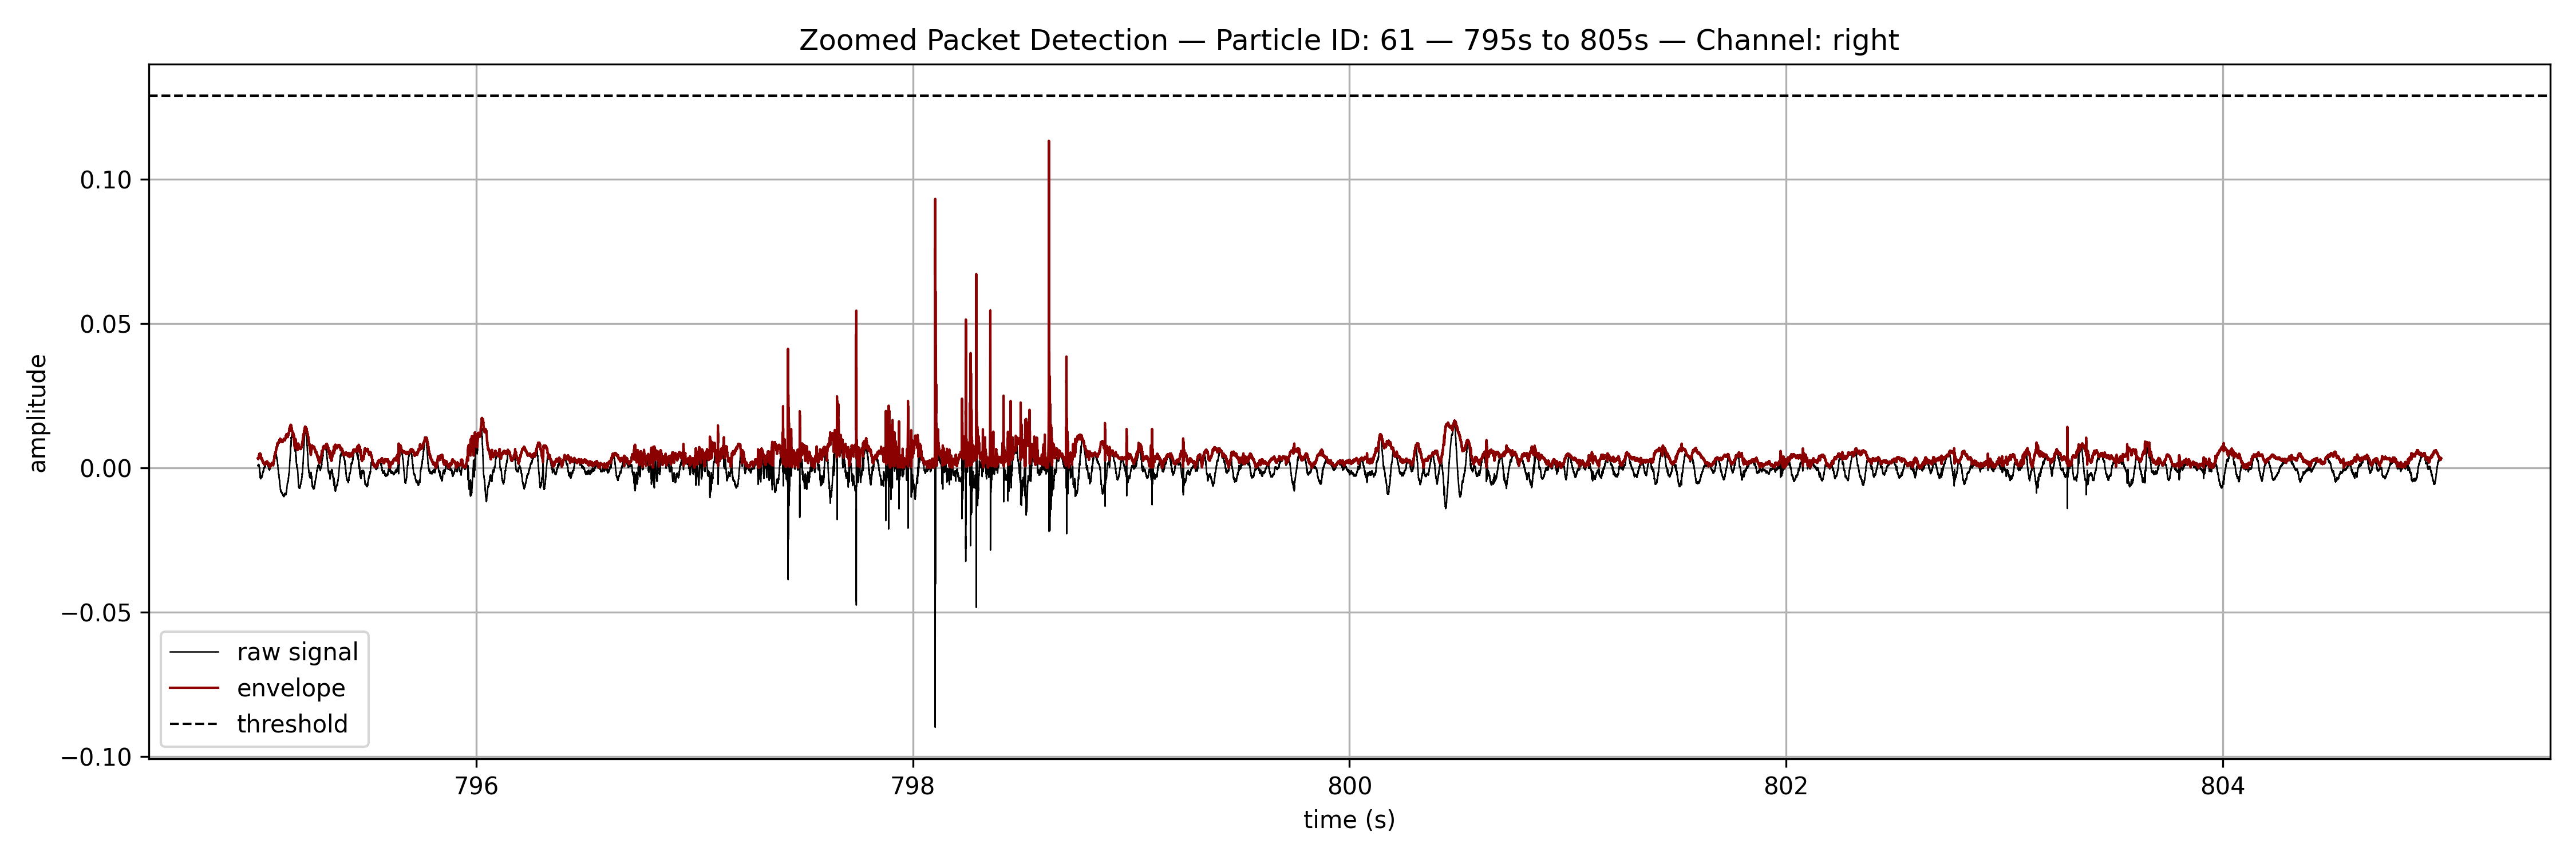 Zoomed Packet Detection — Particle ID: 61 — 795s to 805s — Channel: right
0.10
0.05
0.00
−0.05
−0.10
amplitude
raw signal
envelope
threshold
796
798
800
802
804
time (s)